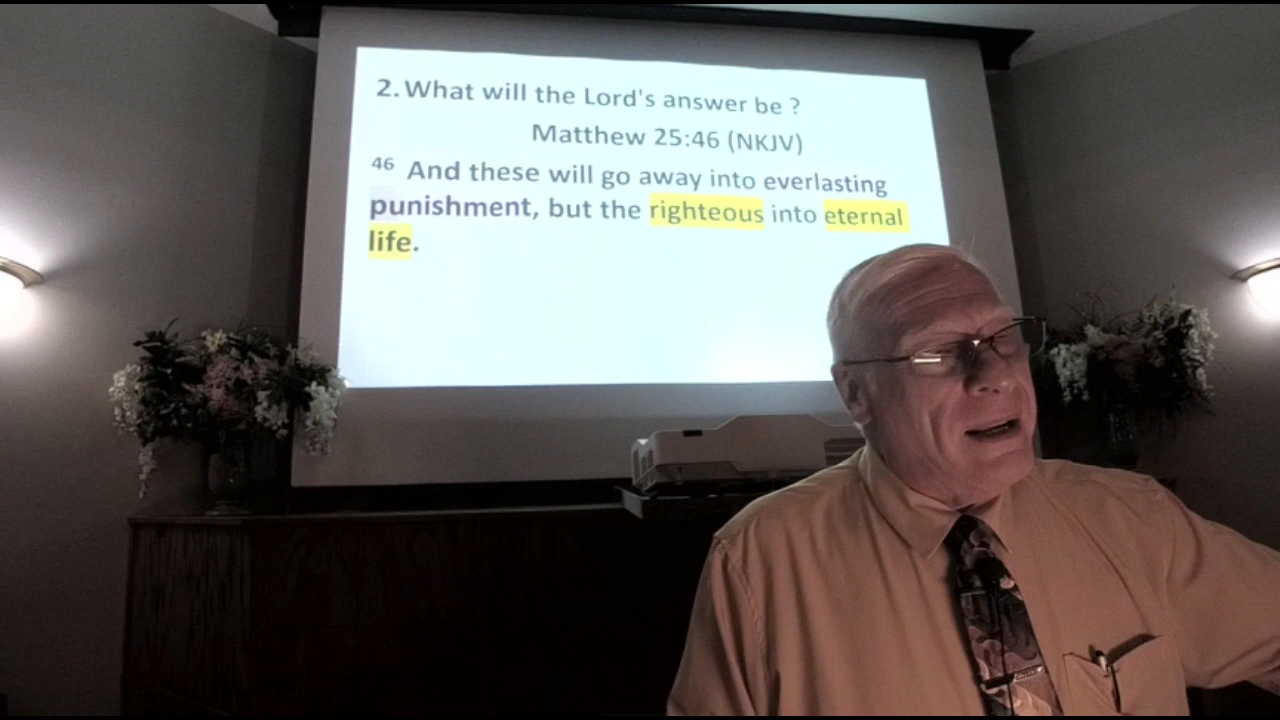 2. What will the Lord's answer be ?
Matthew 25:46 (NKJV)
46 And these will go away into everlasting
punishment, but the righteous into eternal
life.